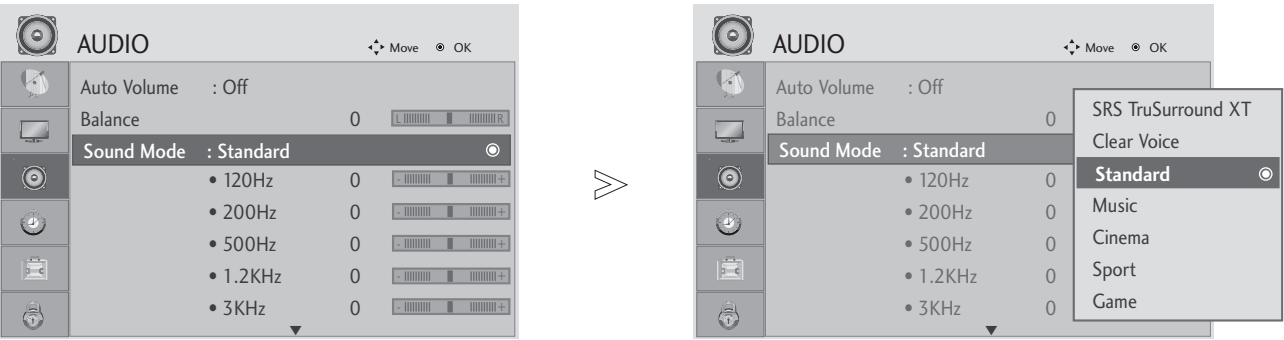 AUDIO
Move OK
Auto Volume : Off
Balance 0 L R
Sound Mode : Standard
• 120Hz 0 - +
• 200Hz 0 - +
• 500Hz 0 - +
• 1.2KHz 0 - +
• 3KHz 0 - +
AUDIO
Move OK
Auto Volume : Off
Balance 0
Sound Mode : Standard
• 120Hz 0
• 200Hz 0
• 500Hz 0
• 1.2KHz 0
• 3KHz 0
SRS TruSurround XT
Clear Voice
Standard
Music
Cinema
Sport
Game